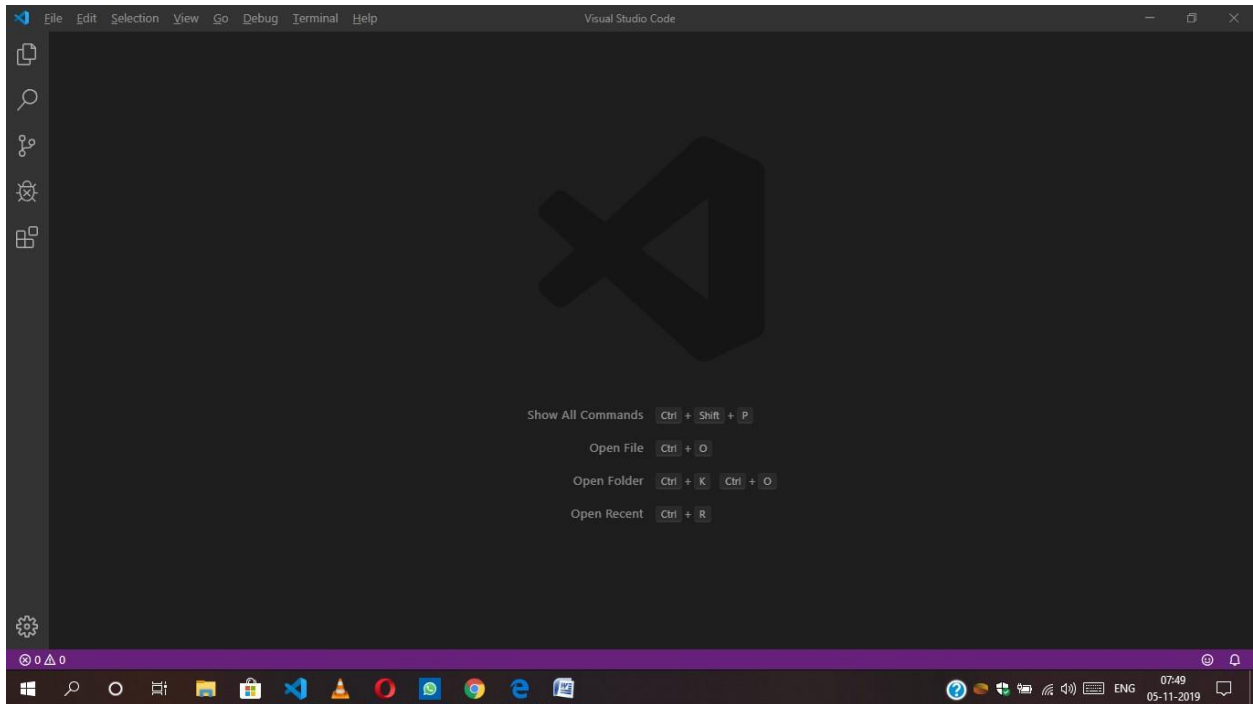 File Edit Selection View Go Debug Terminal Help Visual Studio Code
Show All Commands Ctrl + Shift + P
Open File Ctrl + O
Open Folder Ctrl + K Ctrl + O
Open Recent Ctrl + R
0 0
ENG
07:49
05-11-2019